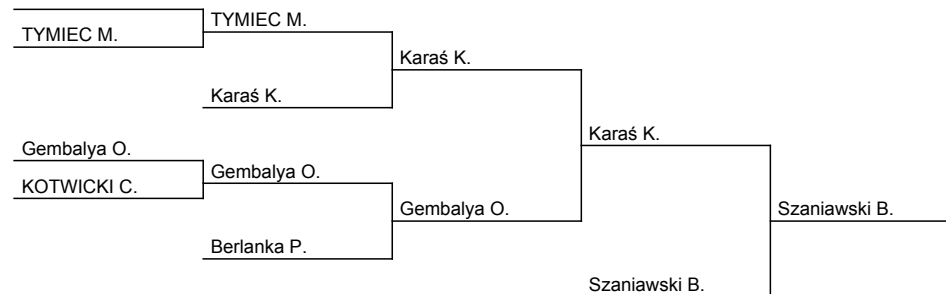 TYMIEC M.
TYMIEC M.
Karaś K.
Karaś K.
Karaś K.
Gembalya O.
KOTWICKI C.
Gembalya O.
Gembalya O.
Szaniawski B.
Berlanka P.
Szaniawski B.